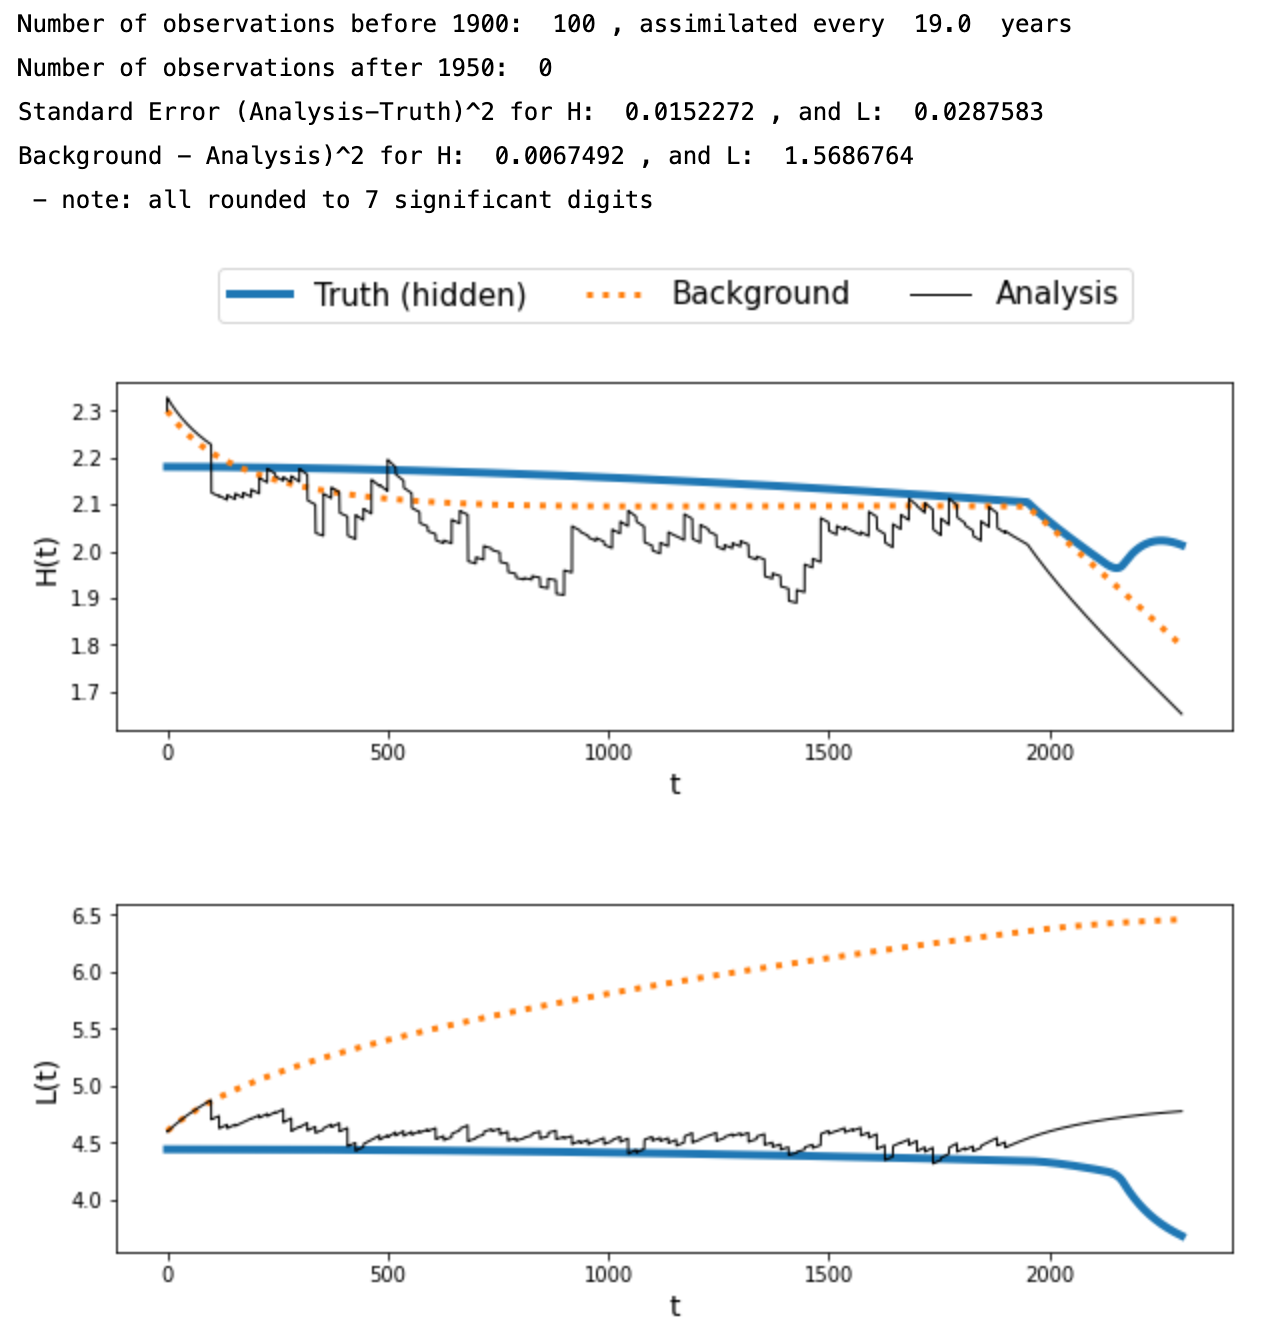 Number of observations before 1900:  100 , assimilated every  19.0  years
Number of observations after 1950:  0
Standard Error (Analysis-Truth)^2 for H:  0.0152272 , and L:  0.0287583
Background - Analysis)^2 for H:  0.0067492 , and L:  1.5686764
 - note: all rounded to 7 significant digits
Truth (hidden) Background Analysis
2.3
2.2
2.1
2.0
1.9
1.8
1.7
H(t)
0 500 1000 1500 2000
t
6.5
6.0
5.5
5.0
4.5
4.0
L(t)
0 500 1000 1500 2000
t